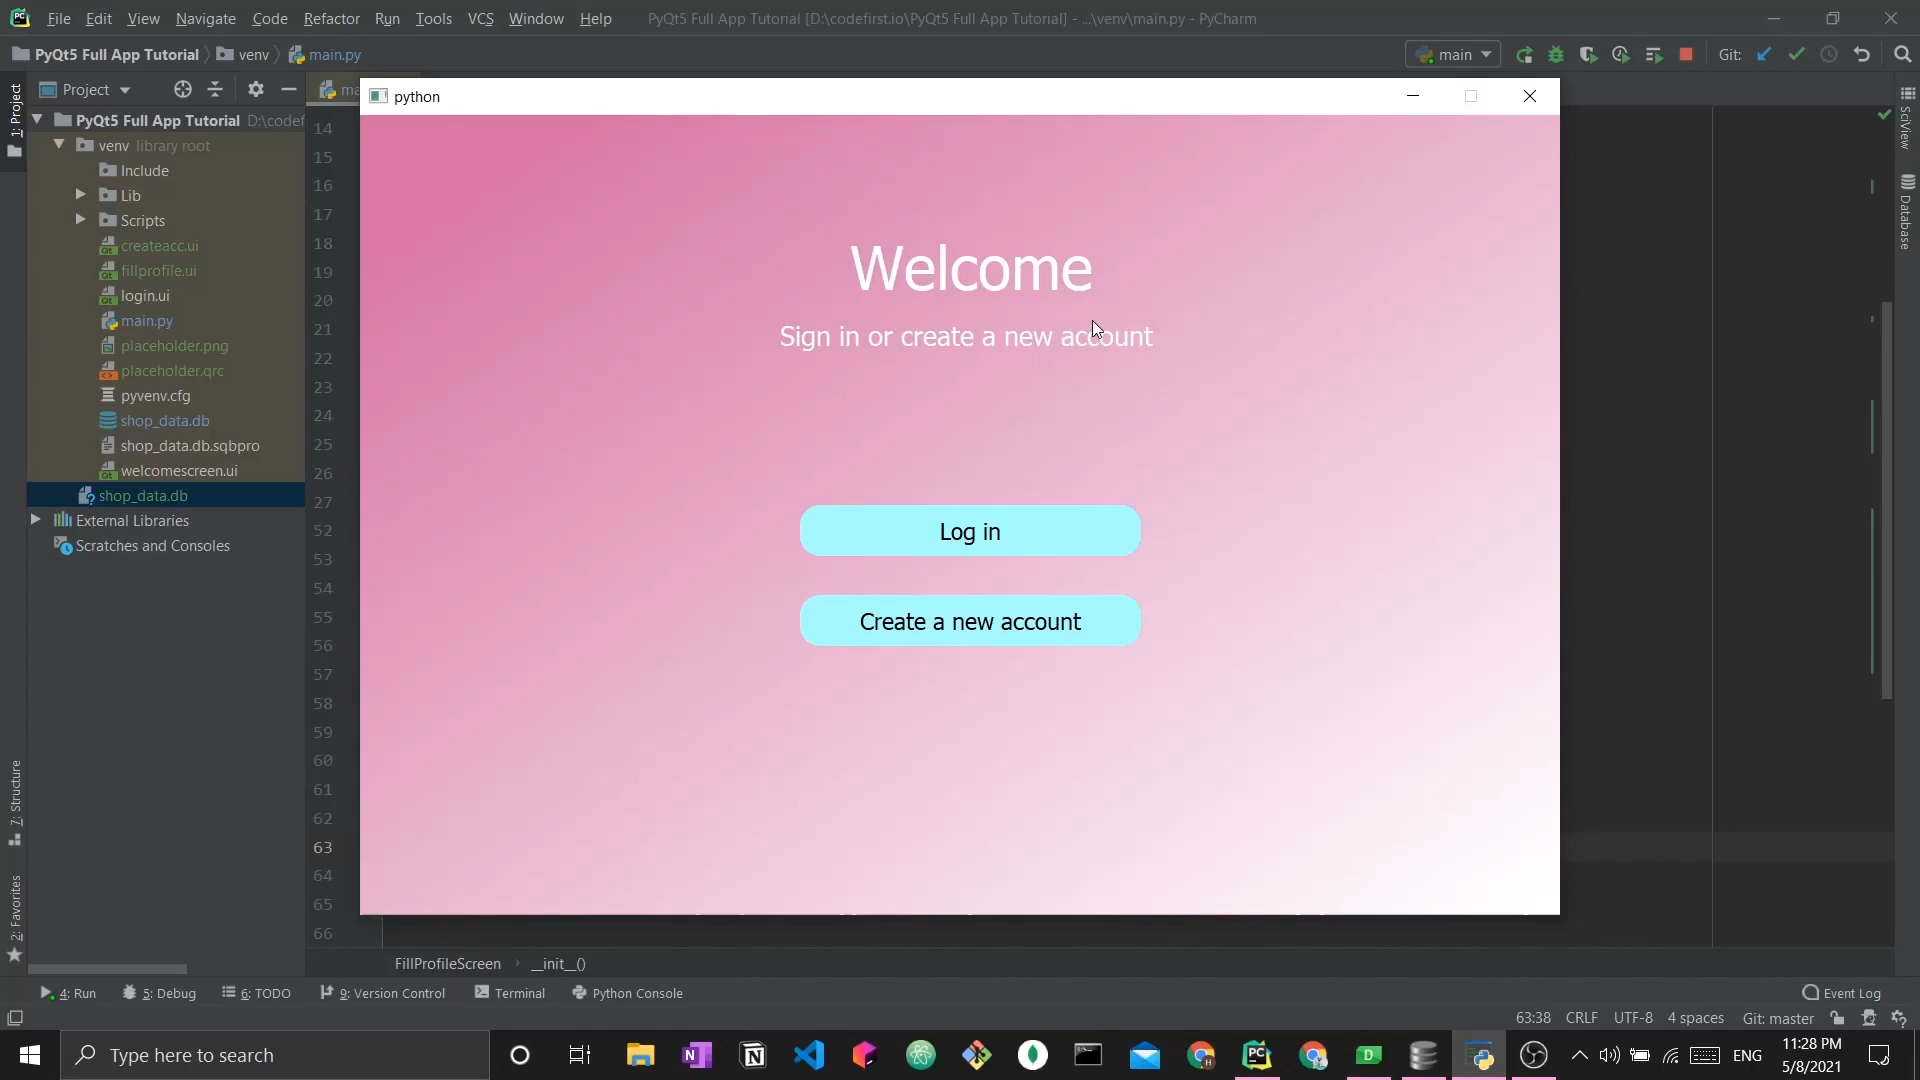 File Edit View Navigate Code Refactor Run Tools VCS Window Help PyQt5 Full App Tutorial [D:\codefirst.io\PyQt5 Full App Tutorial] - ...\venv\main.py - PyCharm
PyQt5 Full App Tutorial venv main.py main Git:
Project
python
1: Project
PyQt5 Full App Tutorial D:\codef
venv library root
Include
Lib
Scripts
createacc.ui
fillprofile.ui
login.ui
main.py
placeholder.png
placeholder.qrc
pyvenv.cfg
shop_data.db
shop_data.db.sqbpro
welcomescreen.ui
shop_data.db
External Libraries
Scratches and Consoles
7: Structure
2: Favorites
14
15
16
17
18
19
20
21
22
23
24
25
26
27
52
53
54
55
56
57
58
59
60
61
62
63
64
65
66
Welcome
Sign in or create a new account
Log in
Create a new account
SciView
Database
FillProfileScreen __init__()
4: Run 5: Debug 6: TODO 9: Version Control Terminal Python Console Event Log
63:38 CRLF UTF-8 4 spaces Git: master
Type here to search
ENG
11:28 PM
5/8/2021